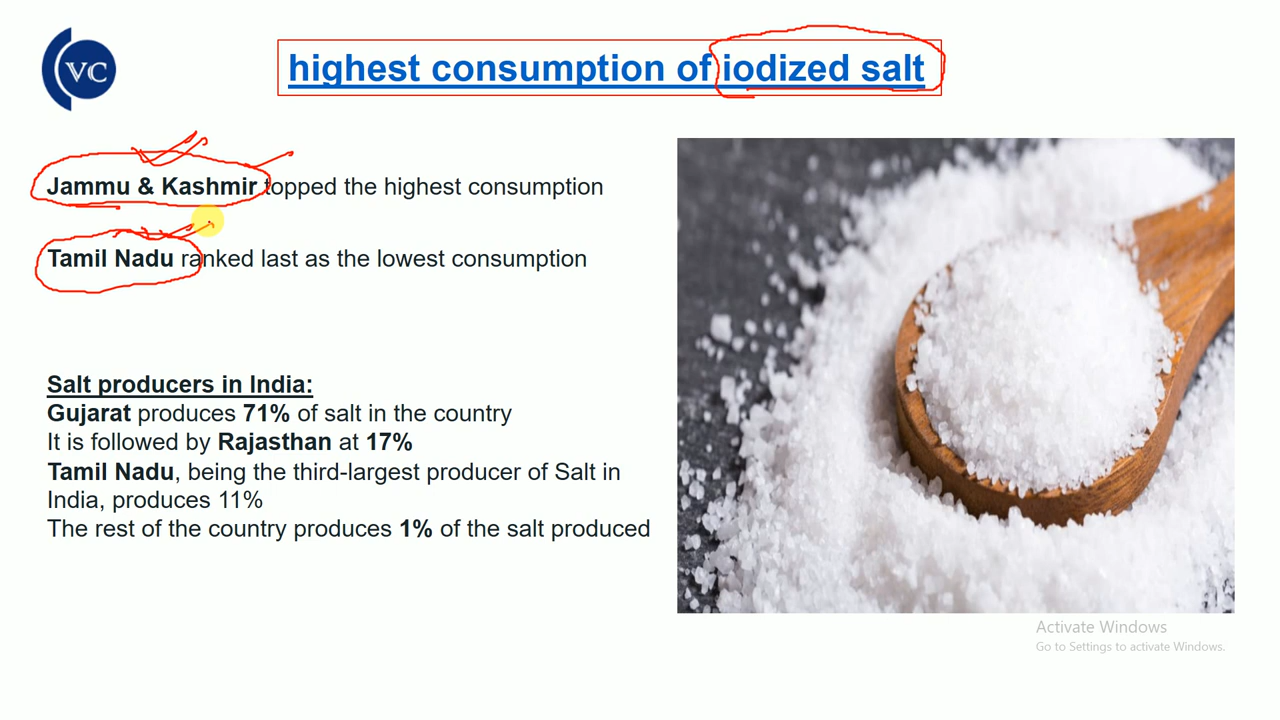 VC
highest consumption of iodized salt
Jammu & Kashmir topped the highest consumption
Tamil Nadu ranked last as the lowest consumption
Salt producers in India:
Gujarat produces 71% of salt in the country
It is followed by Rajasthan at 17%
Tamil Nadu, being the third-largest producer of Salt in
India, produces 11%
The rest of the country produces 1% of the salt produced
Activate Windows
Go to Settings to activate Windows.